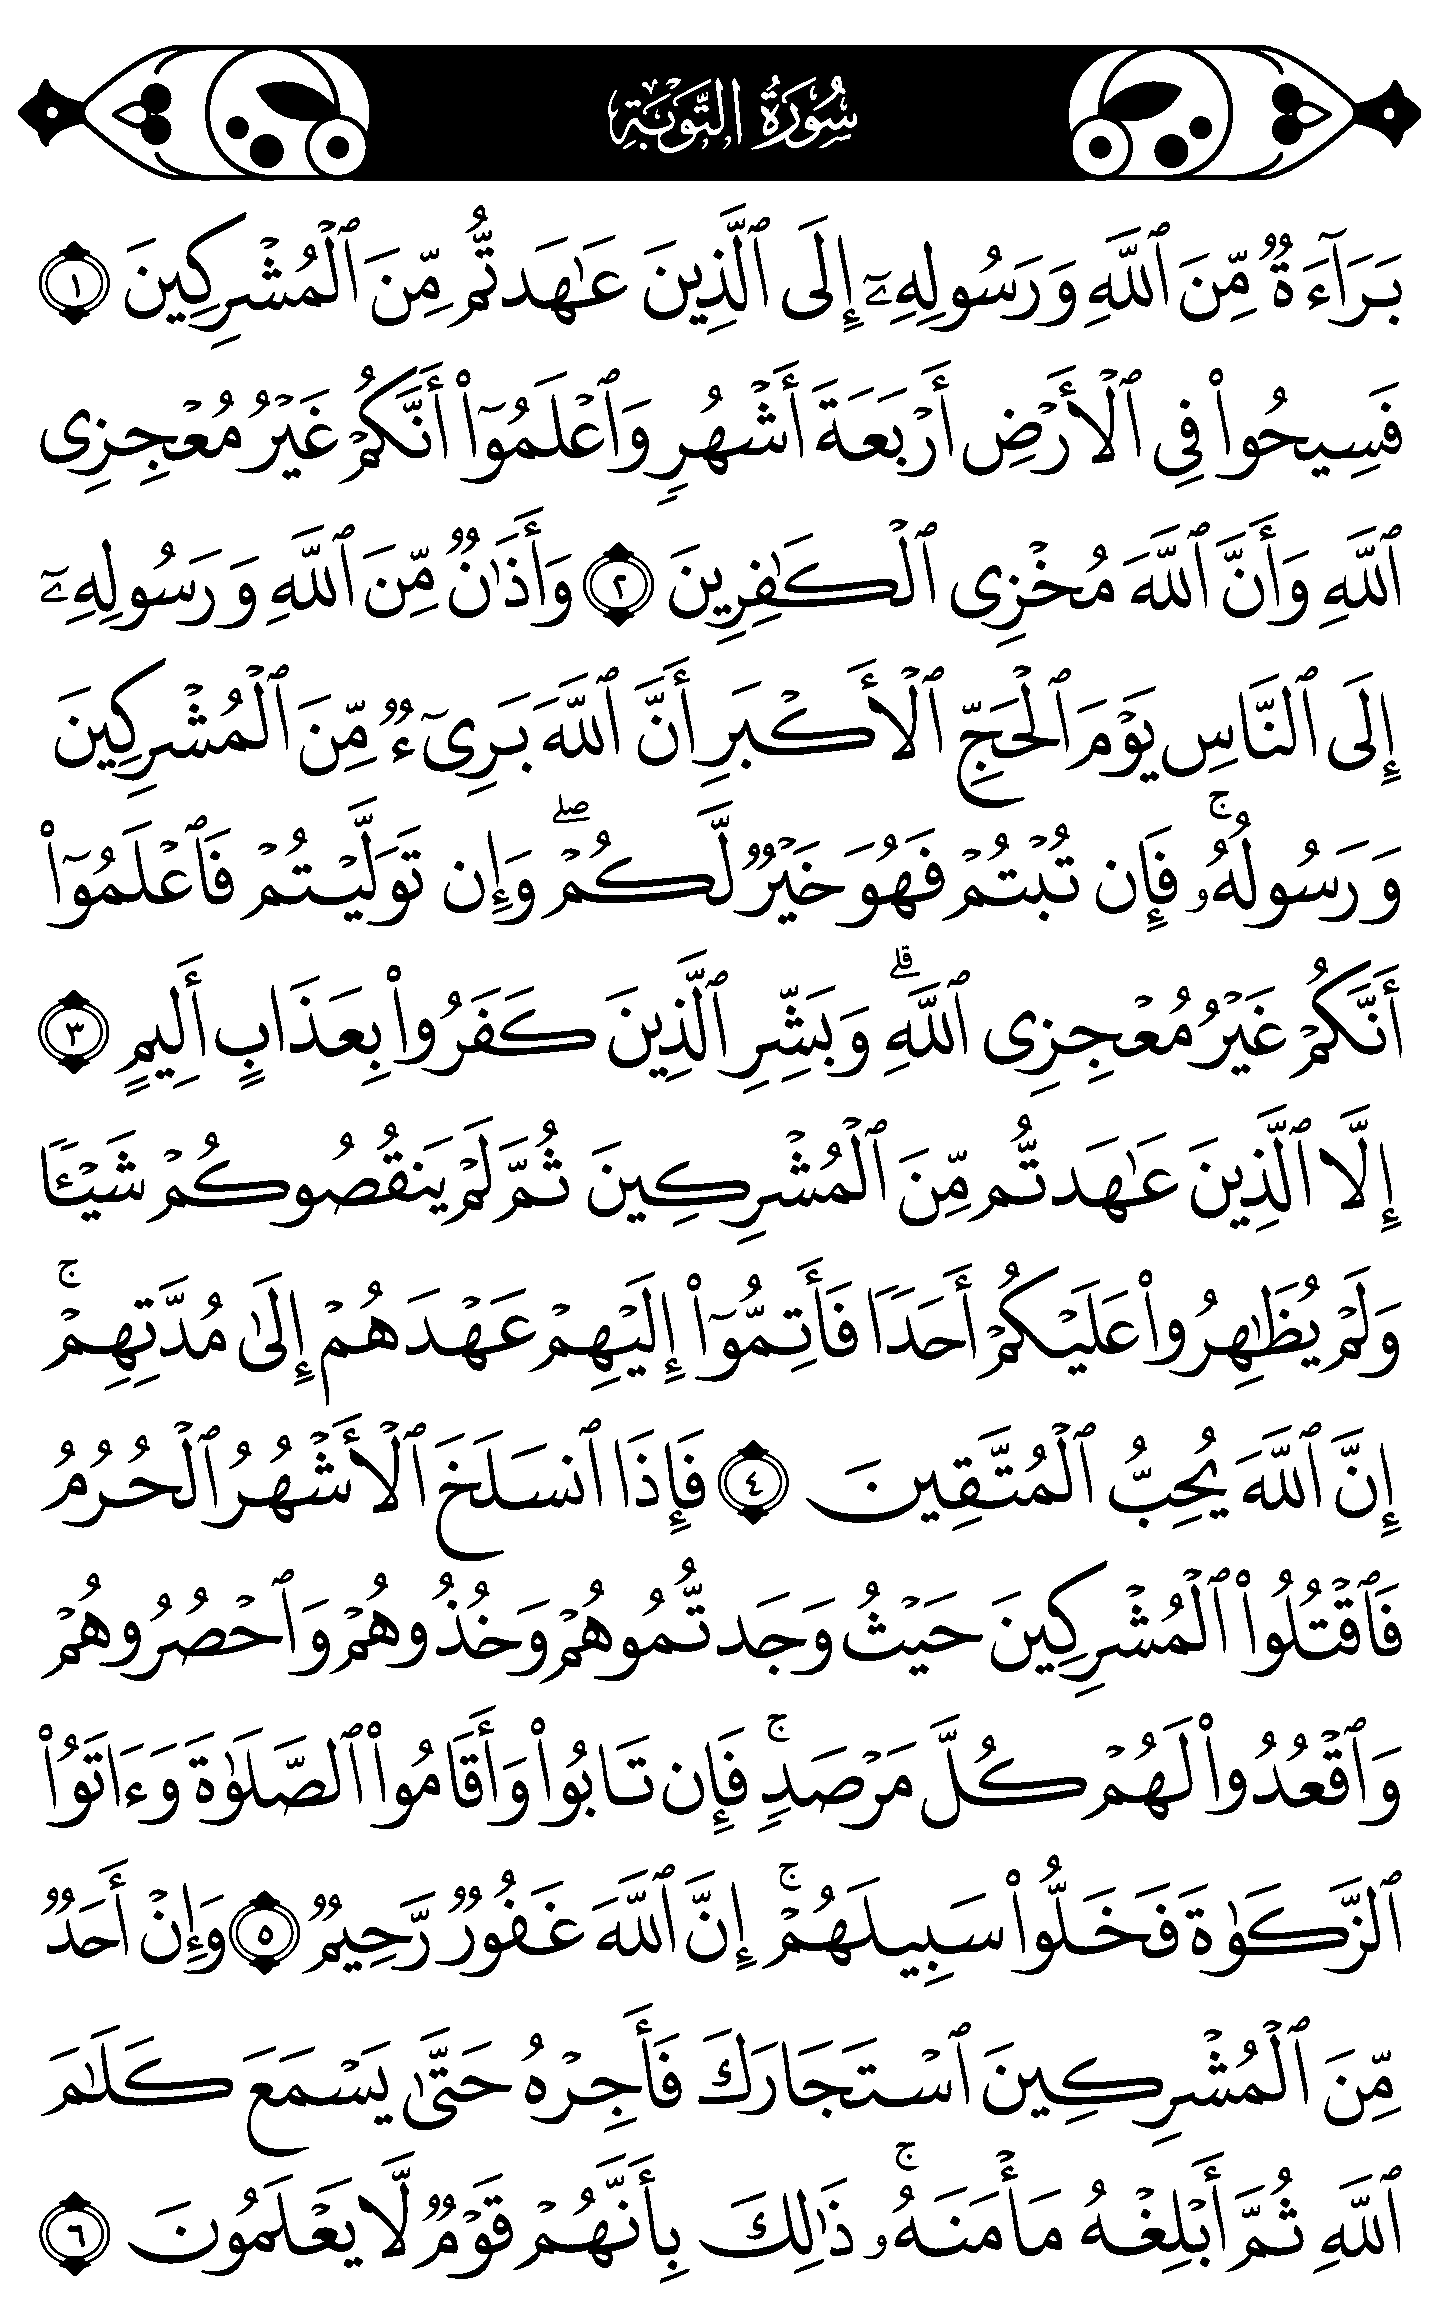 سُورَةُ التَّوۡبَةِ
بَرَآءَةٞ مِّنَ ٱللَّهِ وَرَسُولِهِۦٓ إِلَى ٱلَّذِينَ عَٰهَدتُّم مِّنَ ٱلۡمُشۡرِكِينَ ١
فَسِيحُواْ فِي ٱلۡأَرۡضِ أَرۡبَعَةَ أَشۡهُرٖ وَٱعۡلَمُوٓاْ أَنَّكُمۡ غَيۡرُ مُعۡجِزِي
ٱللَّهِ وَأَنَّ ٱللَّهَ مُخۡزِي ٱلۡكَٰفِرِينَ ٢ وَأَذَٰنٞ مِّنَ ٱللَّهِ وَرَسُولِهِۦٓ
إِلَى ٱلنَّاسِ يَوۡمَ ٱلۡحَجِّ ٱلۡأَكۡبَرِ أَنَّ ٱللَّهَ بَرِيٓءٞ مِّنَ ٱلۡمُشۡرِكِينَ
وَرَسُولُهُۥۚ فَإِن تُبۡتُمۡ فَهُوَ خَيۡرٞ لَّكُمۡۖ وَإِن تَوَلَّيۡتُمۡ فَٱعۡلَمُوٓاْ
أَنَّكُمۡ غَيۡرُ مُعۡجِزِي ٱللَّهِۗ وَبَشِّرِ ٱلَّذِينَ كَفَرُواْ بِعَذَابٍ أَلِيمٍ ٣
إِلَّا ٱلَّذِينَ عَٰهَدتُّم مِّنَ ٱلۡمُشۡرِكِينَ ثُمَّ لَمۡ يَنقُصُوكُمۡ شَيۡـٔٗا
وَلَمۡ يُظَٰهِرُواْ عَلَيۡكُمۡ أَحَدٗا فَأَتِمُّوٓاْ إِلَيۡهِمۡ عَهۡدَهُمۡ إِلَىٰ مُدَّتِهِمۡۚ
إِنَّ ٱللَّهَ يُحِبُّ ٱلۡمُتَّقِينَ ٤ فَإِذَا ٱنسَلَخَ ٱلۡأَشۡهُرُ ٱلۡحُرُمُ
فَٱقۡتُلُواْ ٱلۡمُشۡرِكِينَ حَيۡثُ وَجَدتُّمُوهُمۡ وَخُذُوهُمۡ وَٱحۡصُرُوهُمۡ
وَٱقۡعُدُواْ لَهُمۡ كُلَّ مَرۡصَدٖۚ فَإِن تَابُواْ وَأَقَامُواْ ٱلصَّلَوٰةَ وَءَاتَوُاْ
ٱلزَّكَوٰةَ فَخَلُّواْ سَبِيلَهُمۡۚ إِنَّ ٱللَّهَ غَفُورٞ رَّحِيمٞ ٥ وَإِنۡ أَحَدٞ
مِّنَ ٱلۡمُشۡرِكِينَ ٱسۡتَجَارَكَ فَأَجِرۡهُ حَتَّىٰ يَسۡمَعَ كَلَٰمَ
ٱللَّهِ ثُمَّ أَبۡلِغۡهُ مَأۡمَنَهُۥۚ ذَٰلِكَ بِأَنَّهُمۡ قَوۡمٞ لَّا يَعۡلَمُونَ ٦